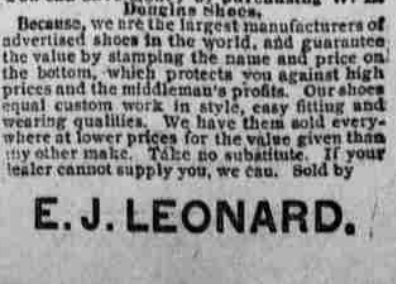 by purchasing W. L.
Douglas Shoes,
Because, we are the largest manufacturers of
advertised shoes in the world, and guarantee
the value by stamping the name and price on
the bottom, which protects you against high
prices and the middleman's profits. Our shoes
equal custom work in style, easy fitting and
wearing qualities. We have them sold every-
where at lower prices for the value given than
any other make. Take no substitute. If your
dealer cannot supply you, we can. Sold by
E. J. LEONARD.